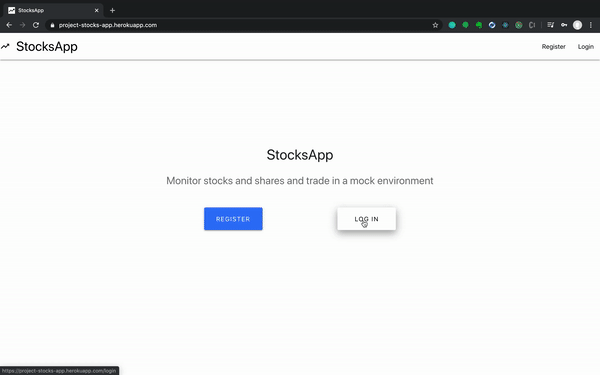 StocksApp
project-stocks-app.herokuapp.com
StocksApp
Register
Login
StocksApp
Monitor stocks and shares and trade in a mock environment
REGISTER
LOG IN
https://project-stocks-app.herokuapp.com/login